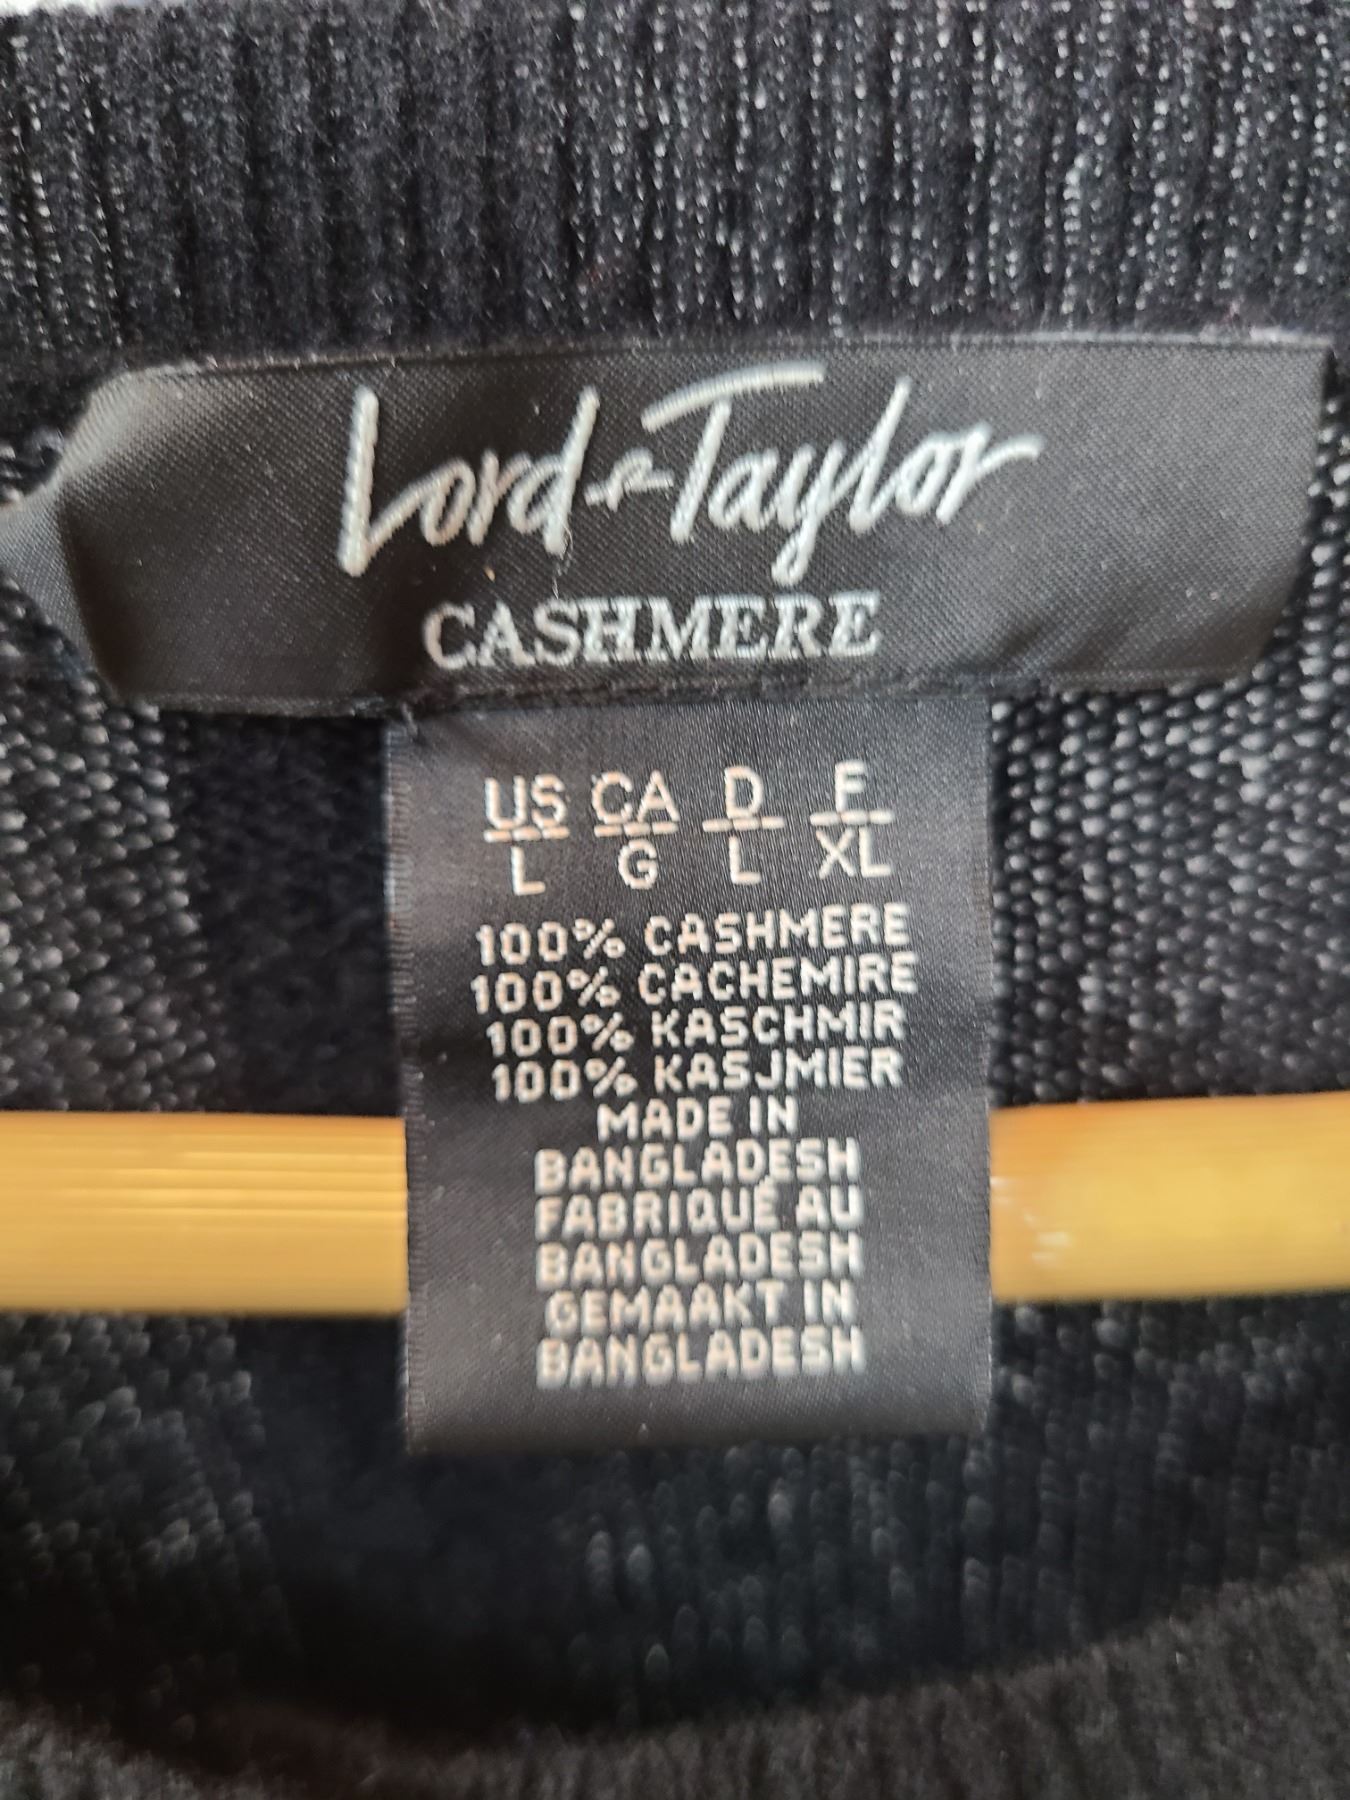 Lord & Taylor
CASHMERE
US CA D F
L G L XL
100% CASHMERE
100% CACHEMIRE
100% KASCHMIR
100% KASJMIER
MADE IN
BANGLADESH
FABRIQUÉ AU
BANGLADESH
GEMAAKT IN
BANGLADESH